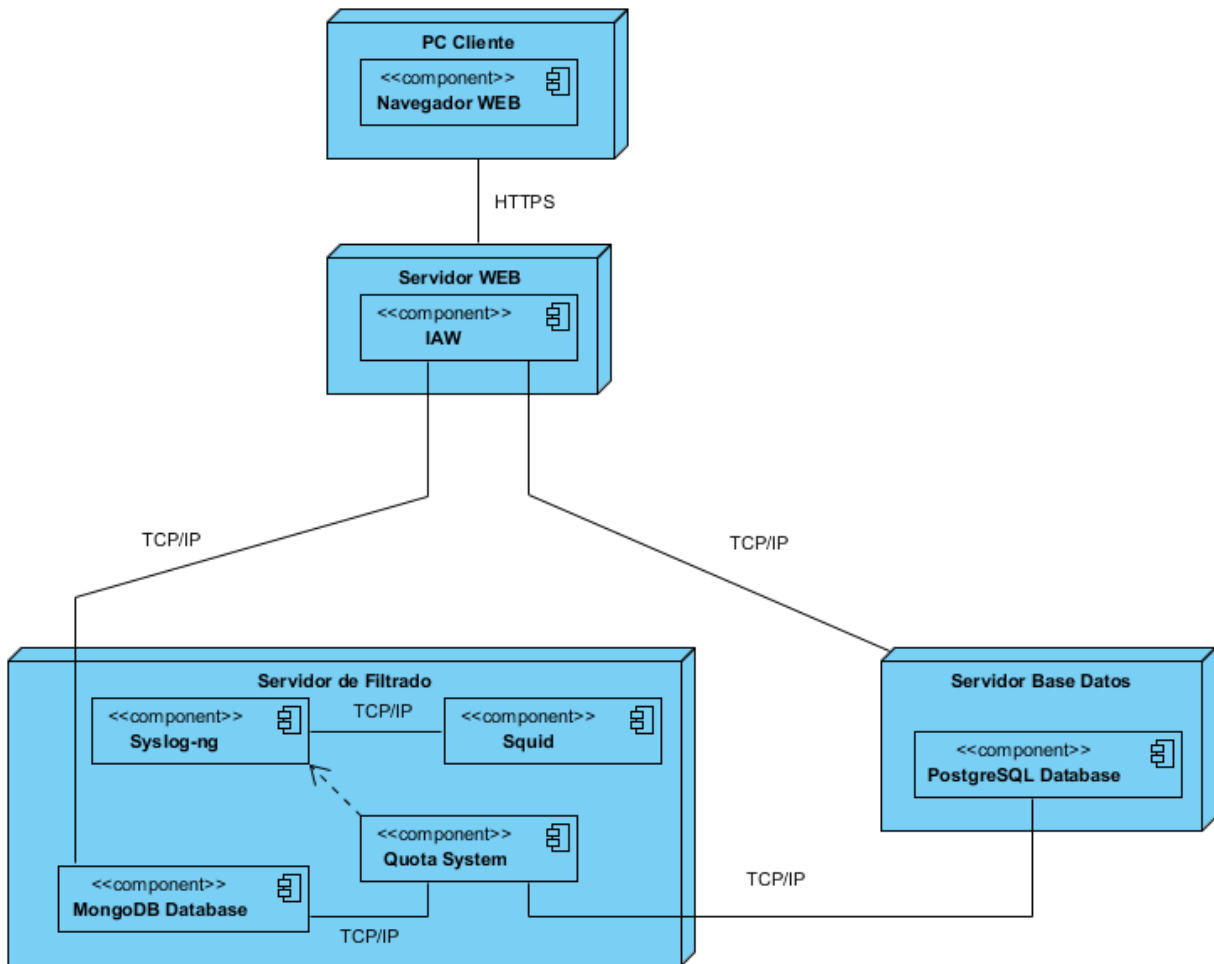 PC Cliente
<<component>>
Navegador WEB
HTTPS
Servidor WEB
<<component>>
IAW
TCP/IP
TCP/IP
Servidor de Filtrado
<<component>>
Syslog-ng
TCP/IP
<<component>>
Squid
<<component>>
Quota System
<<component>>
MongoDB Database
TCP/IP
Servidor Base Datos
<<component>>
PostgreSQL Database
TCP/IP